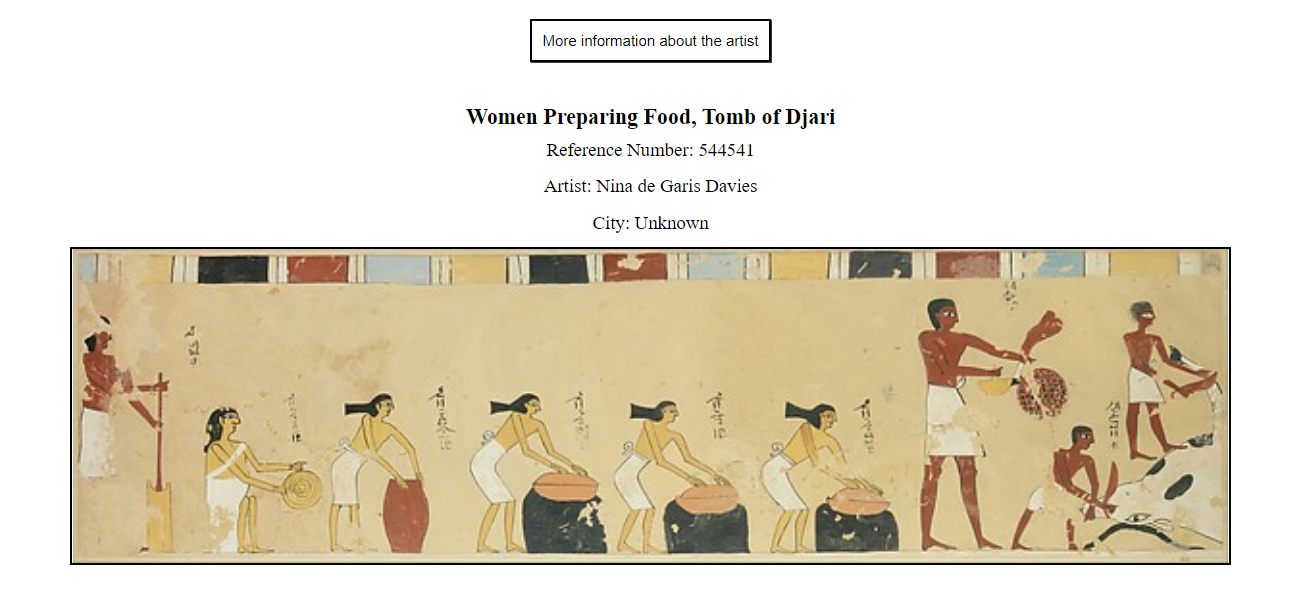 More information about the artist
Women Preparing Food, Tomb of Djari
Reference Number: 544541
Artist: Nina de Garis Davies
City: Unknown